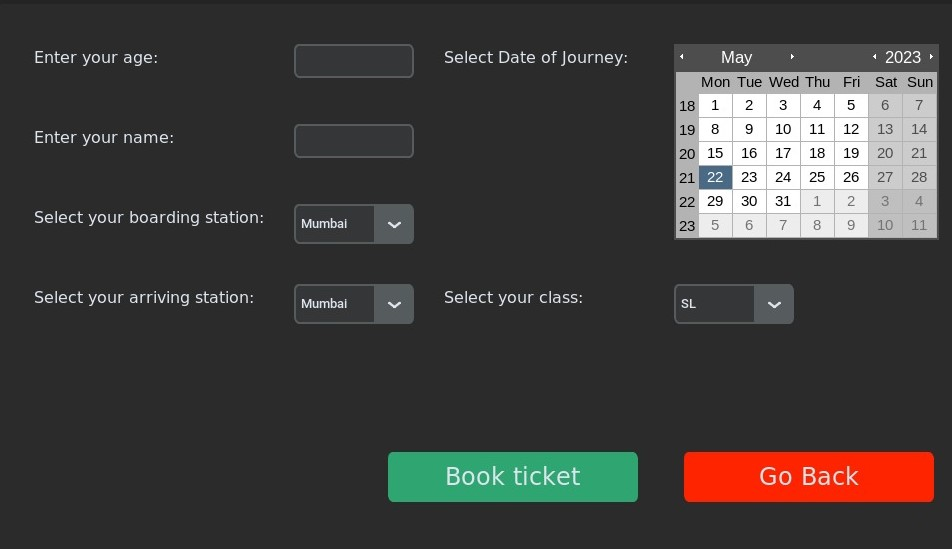 Enter your age:
Select Date of Journey:
May 2023
Mon Tue Wed Thu Fri Sat Sun
18 1 2 3 4 5 6 7
19 8 9 10 11 12 13 14
20 15 16 17 18 19 20 21
21 22 23 24 25 26 27 28
22 29 30 31 1 2 3 4
23 5 6 7 8 9 10 11
Enter your name:
Select your boarding station:
Mumbai
Select your arriving station:
Mumbai
Select your class:
SL
Book ticket
Go Back